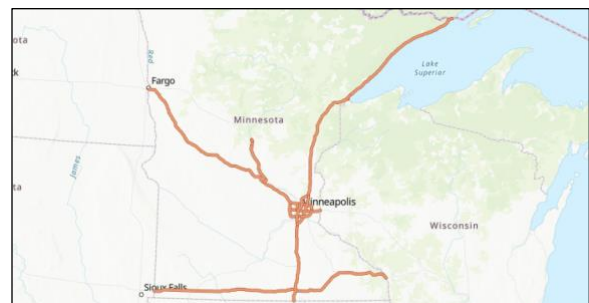 ota
Red
k
Fargo
Lake
Superior
Minnesota
James
ta
Minneapolis
Wisconsin
Sioux Falls